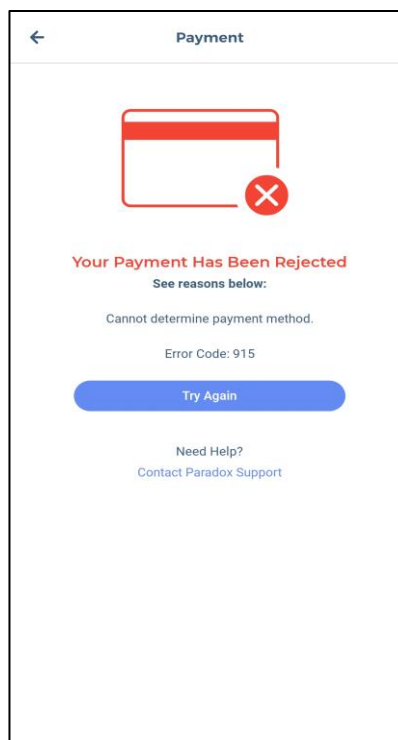 Payment
Your Payment Has Been Rejected
See reasons below:
Cannot determine payment method.
Error Code: 915
Try Again
Need Help?
Contact Paradox Support